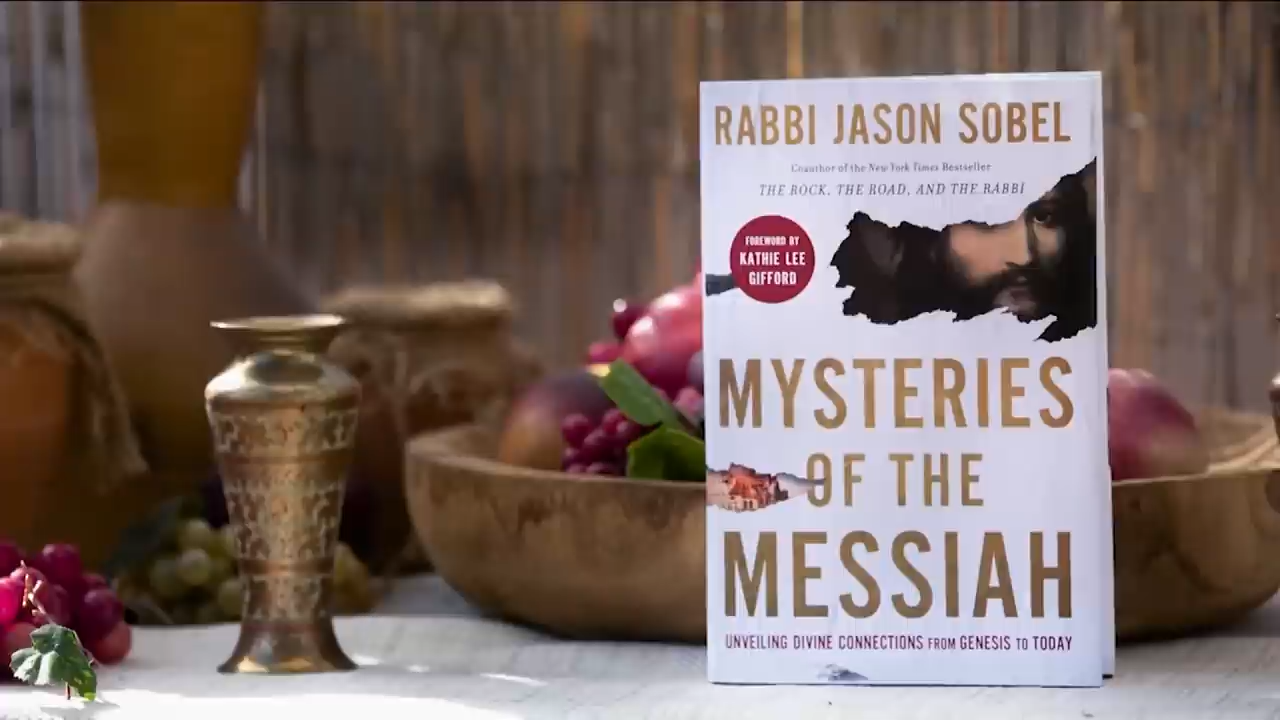 RABBI JASON SOBEL
Coauthor of the New York Times Bestseller
THE ROCK, THE ROAD, AND THE RABBI
FOREWORD BY
KATHIE LEE
GIFFORD
MYSTERIES
OF THE
MESSIAH
UNVEILING DIVINE CONNECTIONS FROM GENESIS TO TODAY